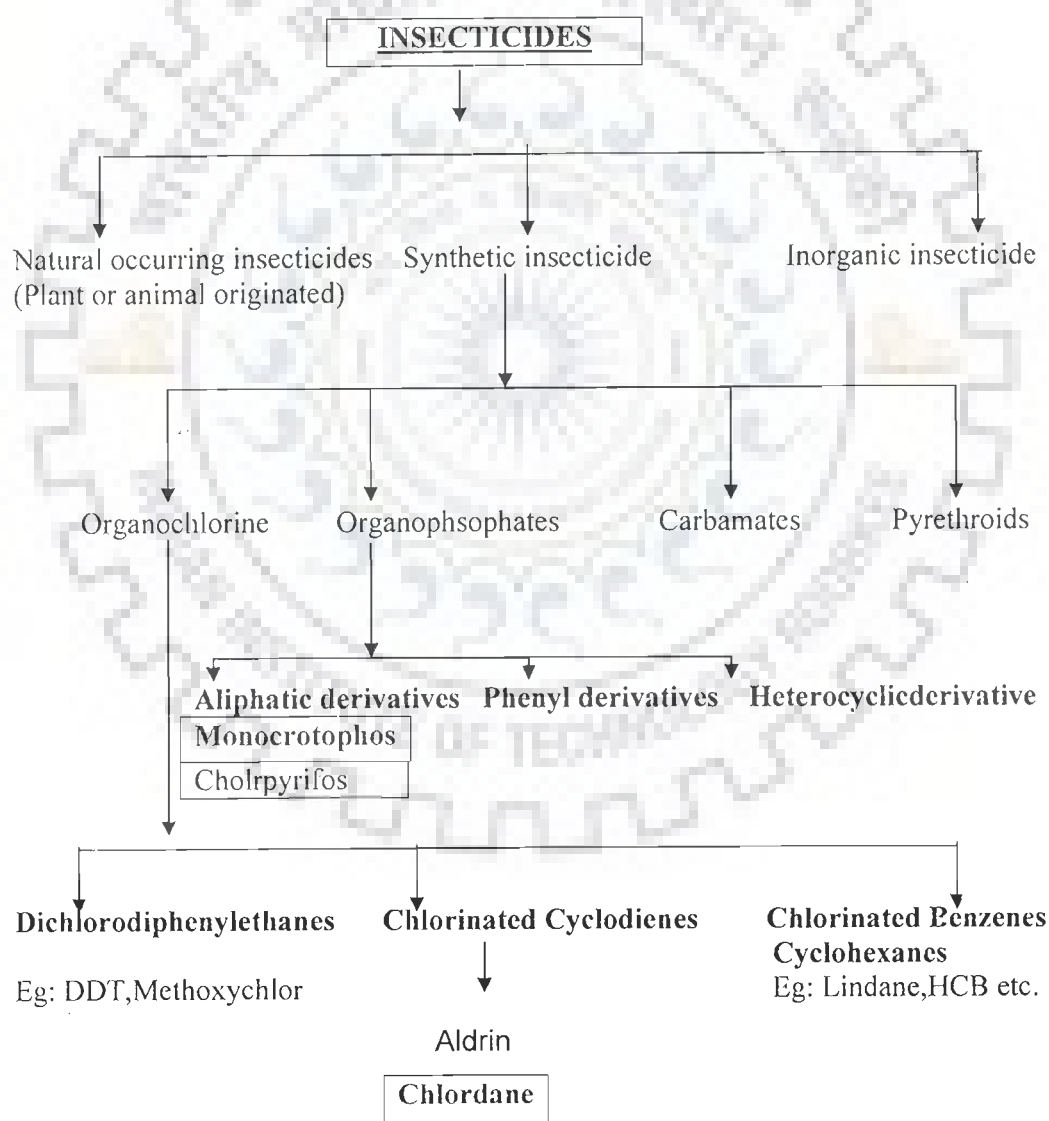 INSECTICIDES
Natural occurring insecticides
(Plant or animal originated)
Synthetic insecticide
Inorganic insecticide
Organochlorine
Organophsophates
Carbamates
Pyrethroids
Aliphatic derivatives
Phenyl derivatives
Heterocyclicderivative
Monocrotophos
Cholrpyrifos
OF TECHN
Dichlorodiphenylethanes
Chlorinated Cyclodienes
Chlorinated Benzenes
Cyclohexanes
Eg: DDT,Methoxychlor
Eg: Lindane,HCB etc.
Aldrin
Chlordane